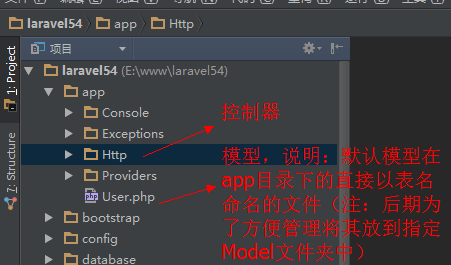 laravel54 app Http
项目
laravel54 (E:\www\laravel54)
app
Console
Exceptions
Http
Providers
User.php
bootstrap
config
database
1: Project
7: Structure
控制器
模型，说明：默认模型在
app目录下的直接以表名
命名的文件（注：后期为
了方便管理将其放到指定
Model文件夹中）